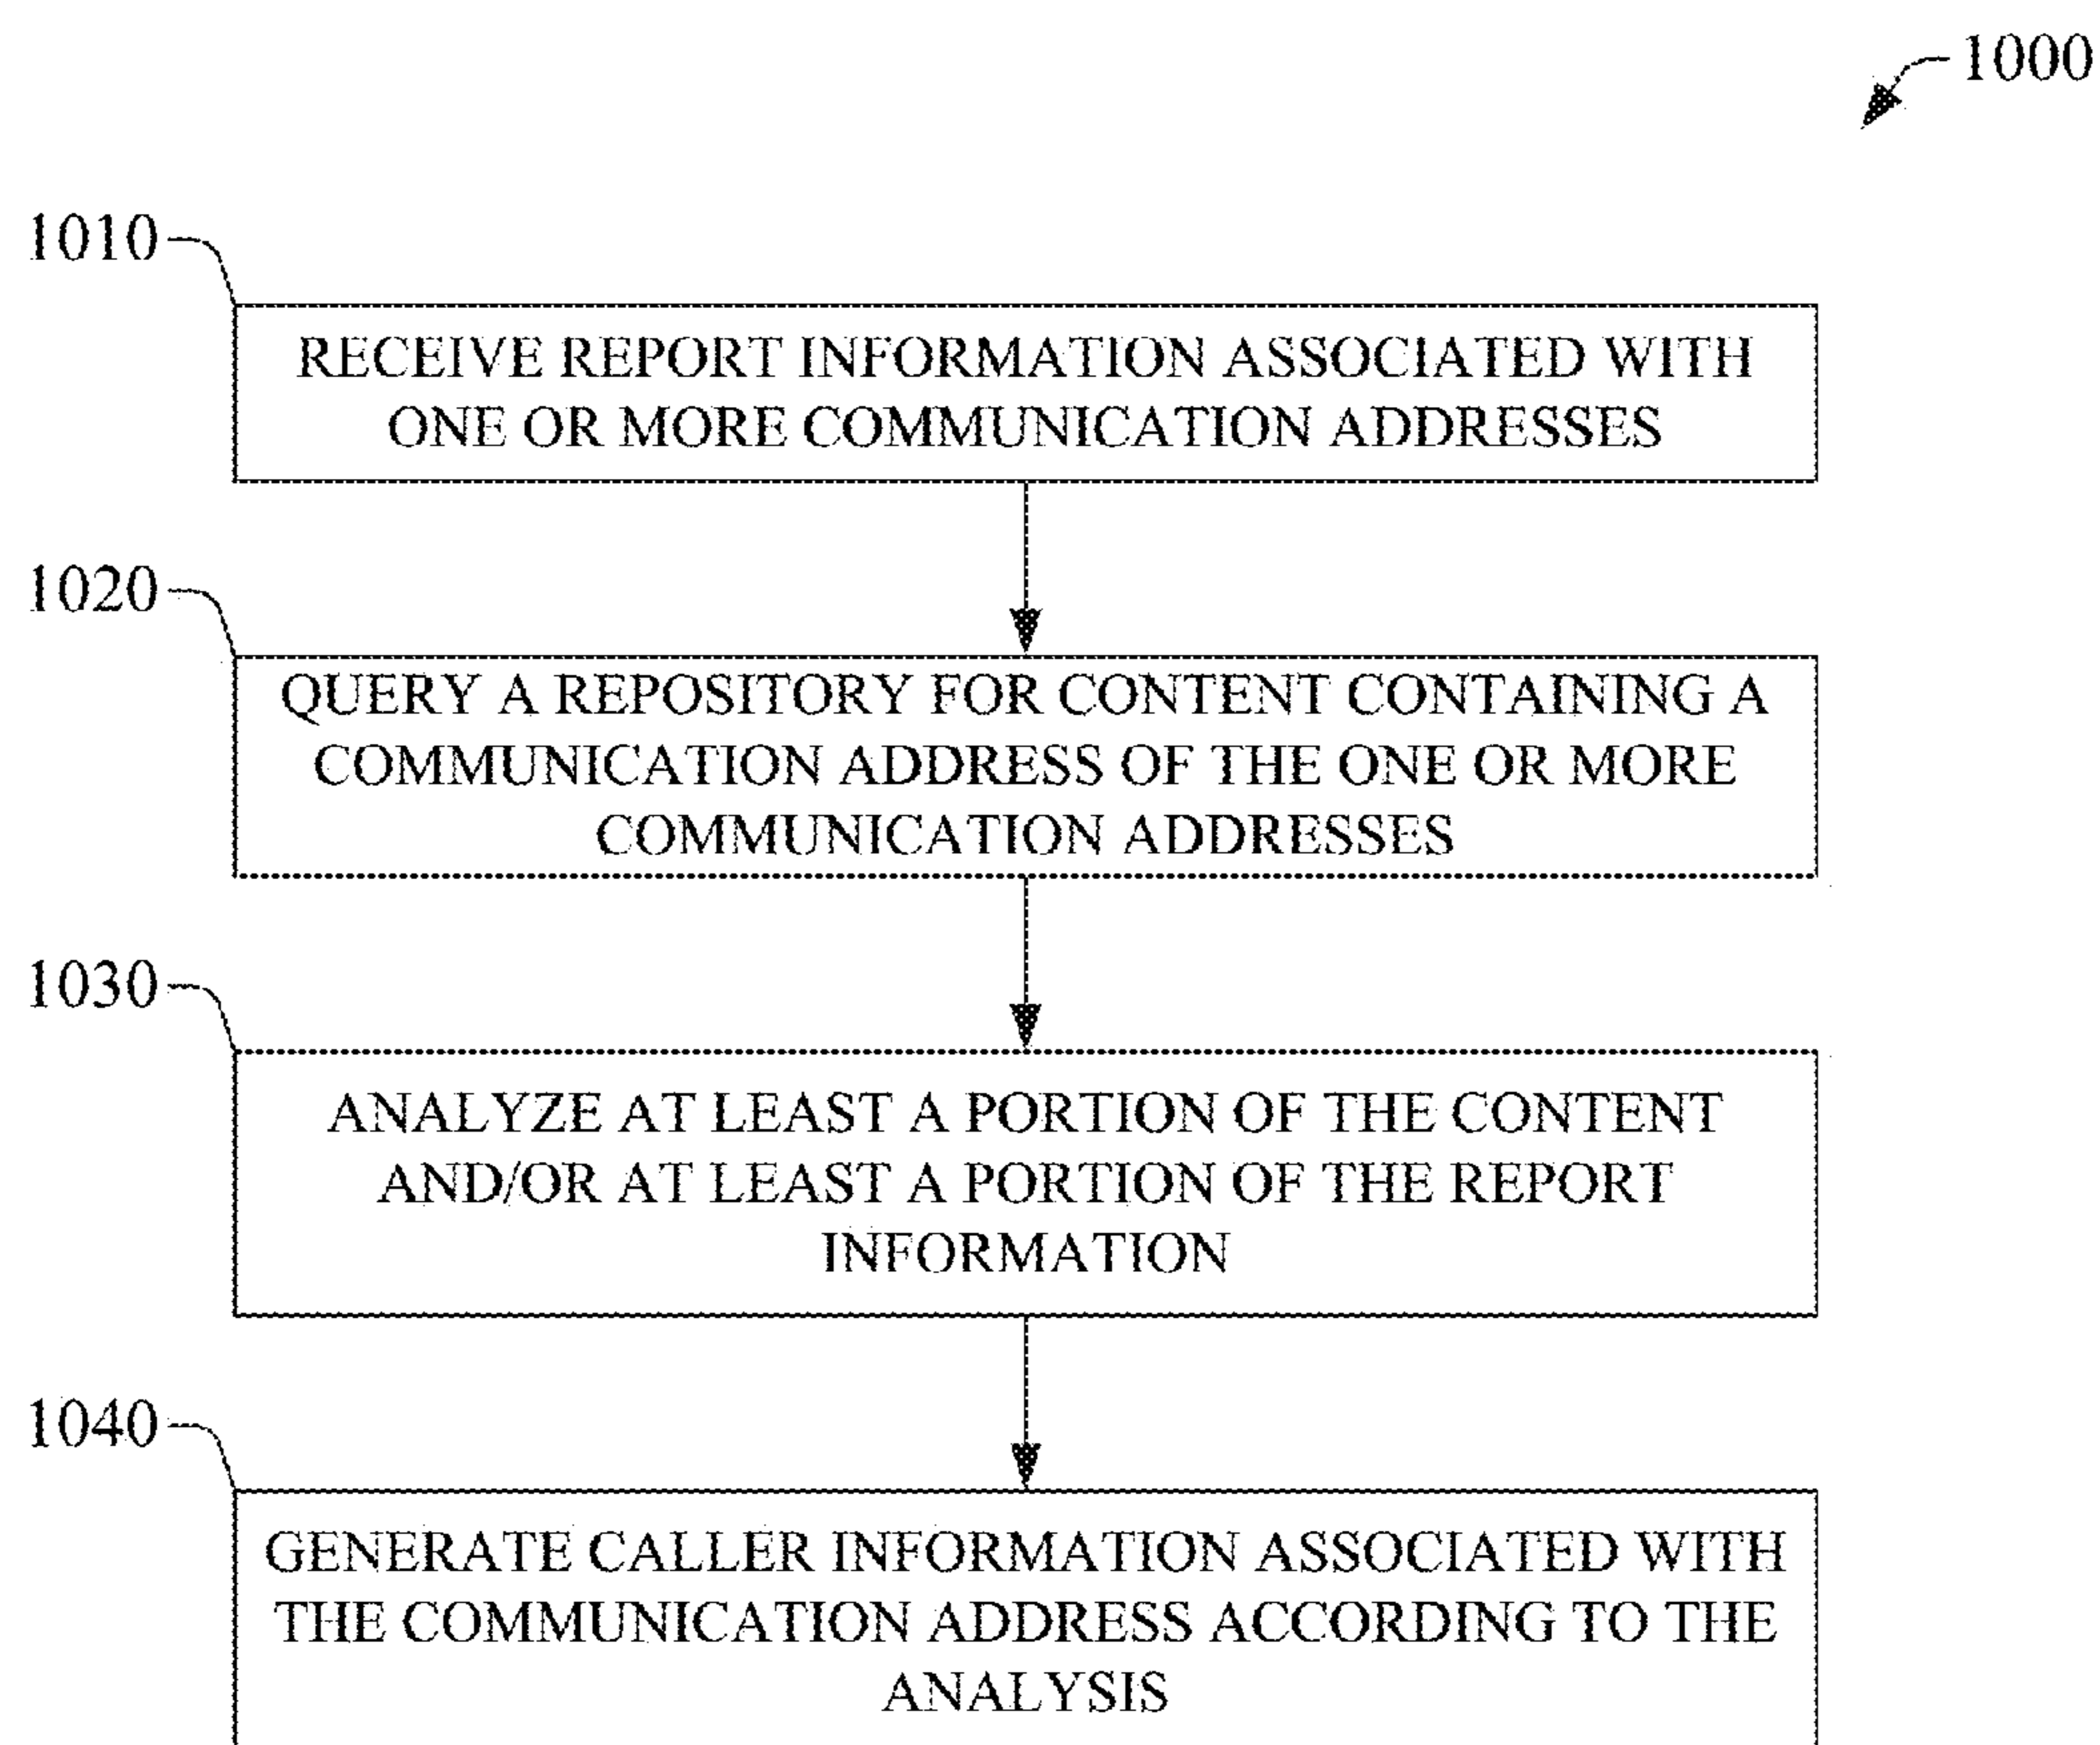 1000
1010
RECEIVE REPORT INFORMATION ASSOCIATED WITH
ONE OR MORE COMMUNICATION ADDRESSES
1020
QUERY A REPOSITORY FOR CONTENT CONTAINING A
COMMUNICATION ADDRESS OF THE ONE OR MORE
COMMUNICATION ADDRESSES
1030
ANALYZE AT LEAST A PORTION OF THE CONTENT
AND/OR AT LEAST A PORTION OF THE REPORT
INFORMATION
1040
GENERATE CALLER INFORMATION ASSOCIATED WITH
THE COMMUNICATION ADDRESS ACCORDING TO THE
ANALYSIS